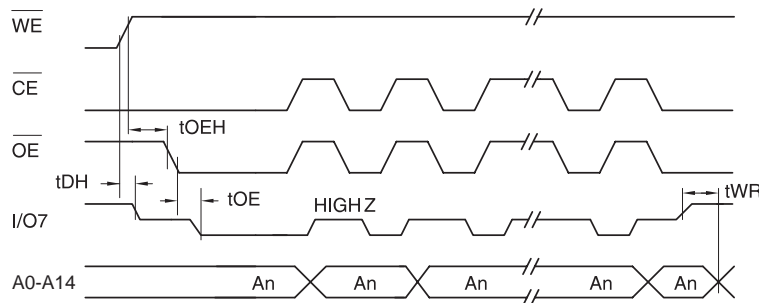 WE
CE
tOEH
OE
tDH
tOE
tWR
HIGH Z
I/O7
A0-A14
An An An An An